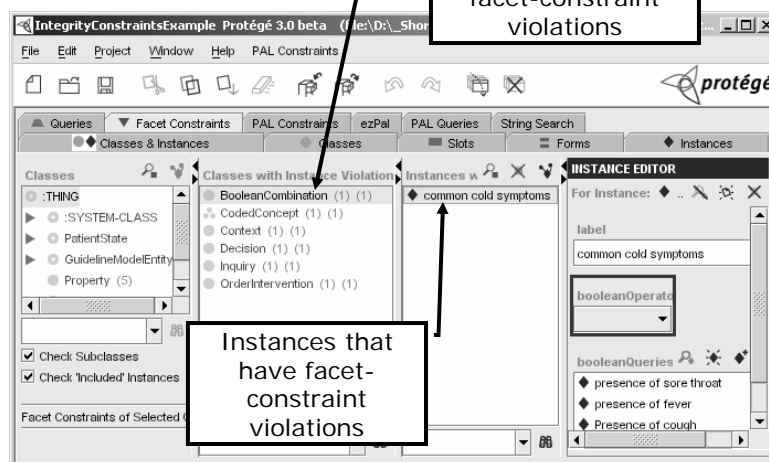 facet-constraint
violations
IntegrityConstraintsExample Protégé 3.0 beta (file:\D:\_Shor
File Edit Project Window Help PAL Constraints
protégé
Queries Facet Constraints PAL Constraints ezPal PAL Queries String Search
Classes & Instances Classes Slots Forms Instances
Classes
Classes with Instance Violation
Instances w
INSTANCE EDITOR
:THING
:SYSTEM-CLASS
PatientState
GuidelineModelEntity
Property (5)
BooleanCombination (1) (1)
CodedConcept (1) (1)
Context (1) (1)
Decision (1) (1)
Inquiry (1) (1)
OrderIntervention (1) (1)
common cold symptoms
For Instance:
label
common cold symptoms
booleanOperato
booleanQueries
presence of sore throat
presence of fever
Presence of cough
Check Subclasses
Check 'Included' Instances
Facet Constraints of Selected
Instances that
have facet-
constraint
violations